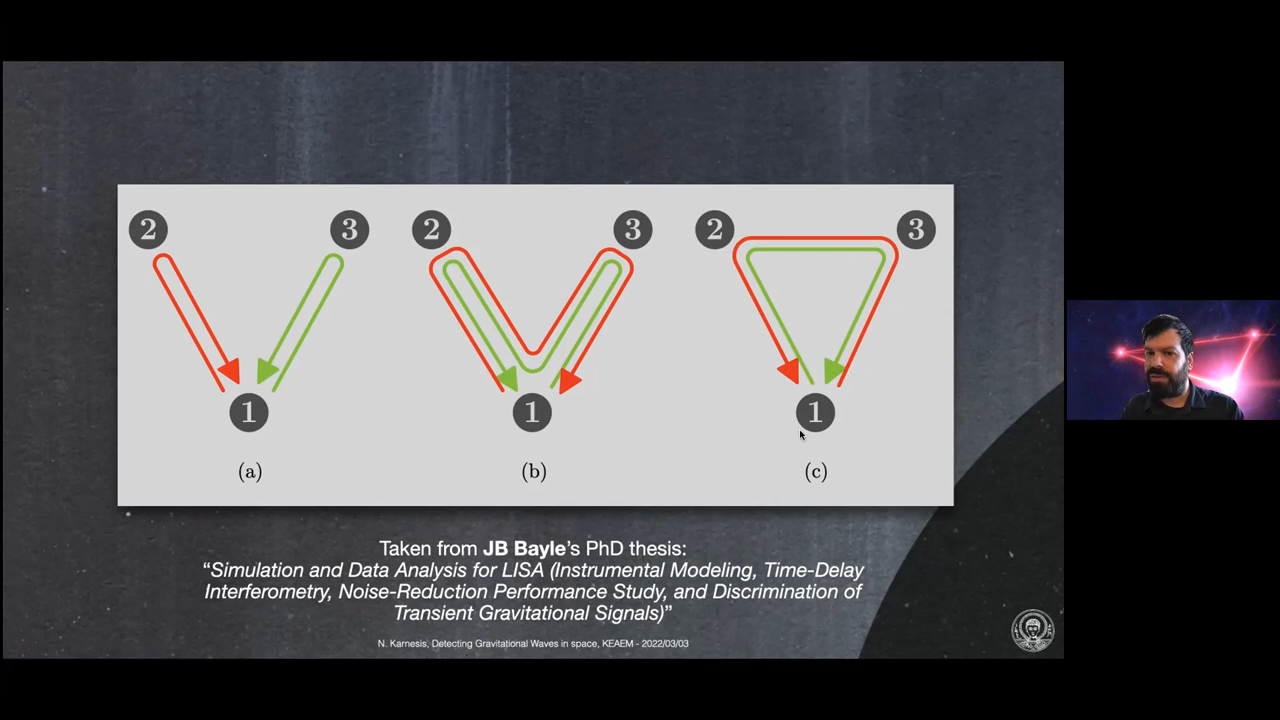 2 3 2 3 2 3
1 1 1
(a) (b) (c)
Taken from JB Bayle's PhD thesis:
“Simulation and Data Analysis for LISA (Instrumental Modeling, Time-Delay
Interferometry, Noise-Reduction Performance Study, and Discrimination of
Transient Gravitational Signals)”
N. Karnesis, Detecting Gravitational Waves in space, KEAEM - 2022/03/03